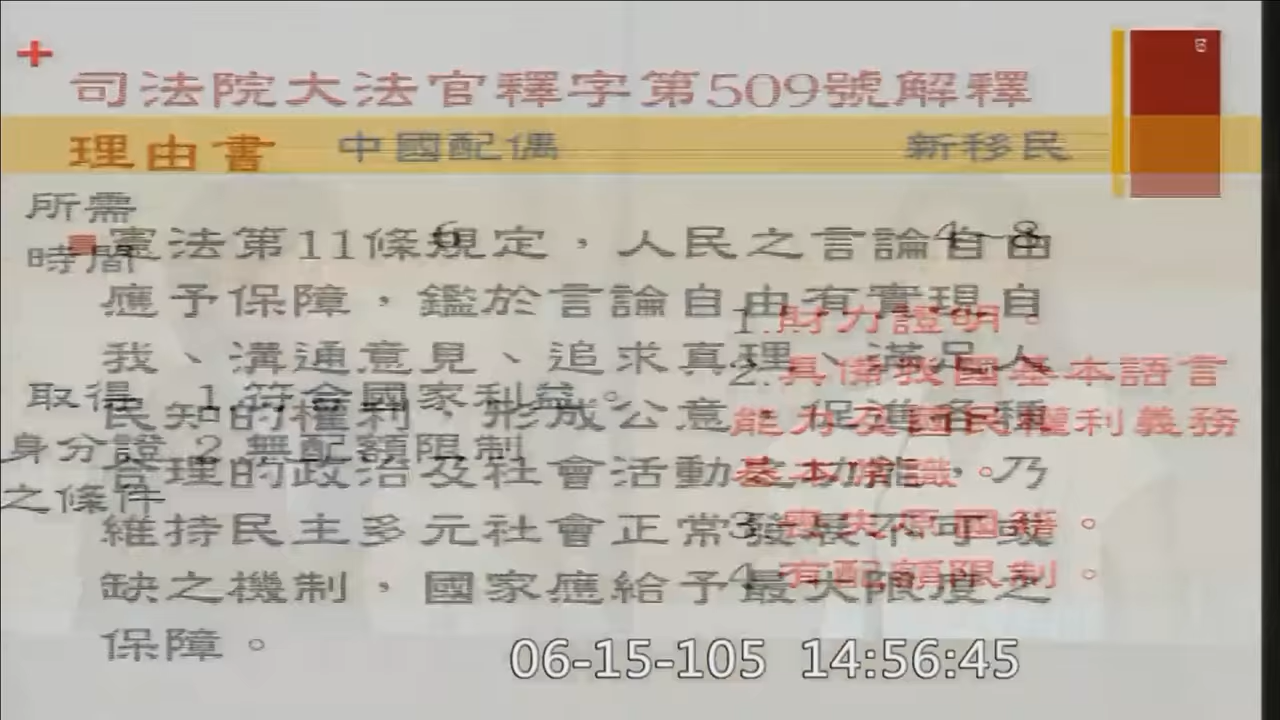 司法院大法官釋字第509號解釋
6
理由書
中國配偶
新移民
所需
時間
6
4~8
憲法第11條規定，人民之言論自由
應予保障，鑑於言論自由有實現自
我、溝通意見、追求真理、滿足人
民知的權利，形成公意，促進各種
合理的政治及社會活動之功能，乃
維持民主多元社會正常發展不可或
缺之機制，國家應給予最大限度之
保障。
取得
身分證
之條件
1.符合國家利益。
2.無配額限制
1.財力證明。
2.具備我國基本語言
能力及國民權利義務
基本常識。
3.喪失原國籍。
4.有配額限制。
06-15-105 14:56:45